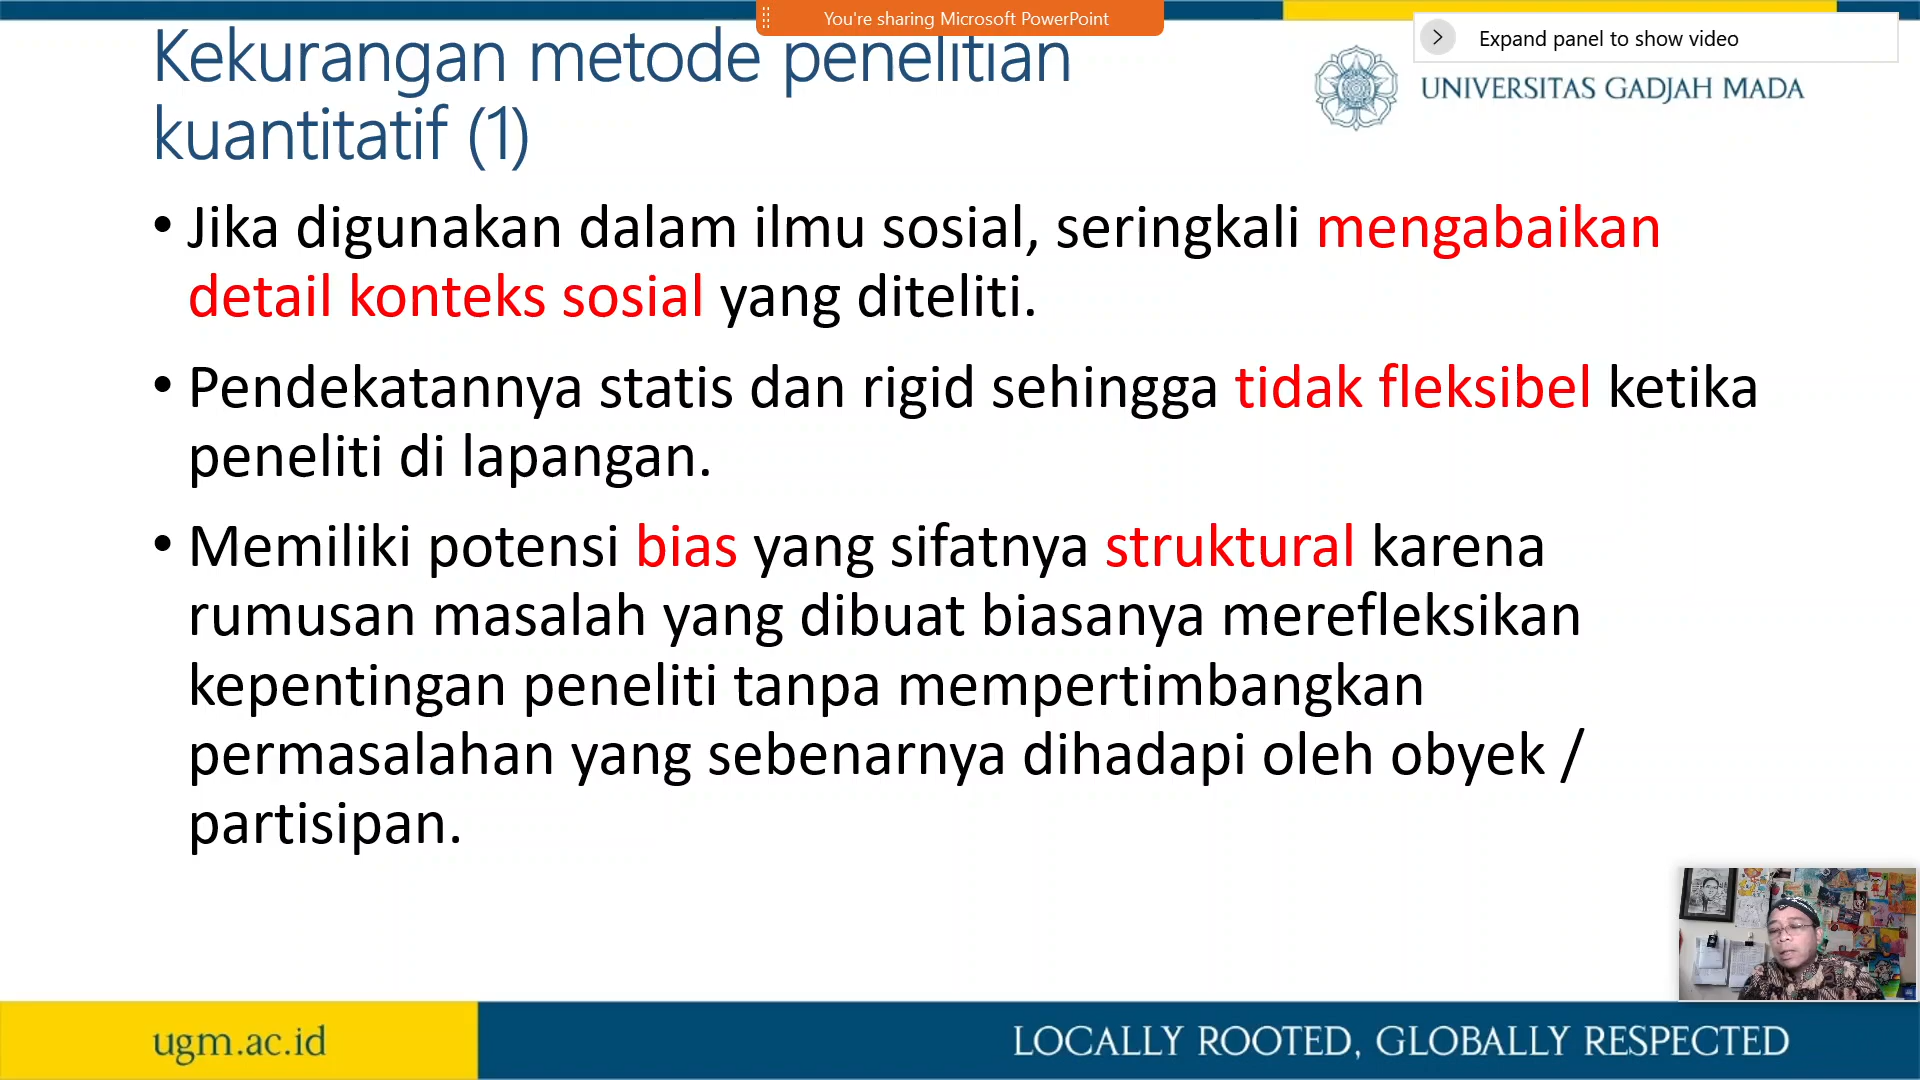 You're sharing Microsoft PowerPoint
Expand panel to show video
Kekurangan metode penelitian
kuantitatif (1)
UNIVERSITAS GADJAH MADA
• Jika digunakan dalam ilmu sosial, seringkali mengabaikan
detail konteks sosial yang diteliti.
• Pendekatannya statis dan rigid sehingga tidak fleksibel ketika
peneliti di lapangan.
• Memiliki potensi bias yang sifatnya struktural karena
rumusan masalah yang dibuat biasanya merefleksikan
kepentingan peneliti tanpa mempertimbangkan
permasalahan yang sebenarnya dihadapi oleh obyek /
partisipan.
ugm.ac.id
LOCALLY ROOTED, GLOBALLY RESPECTED